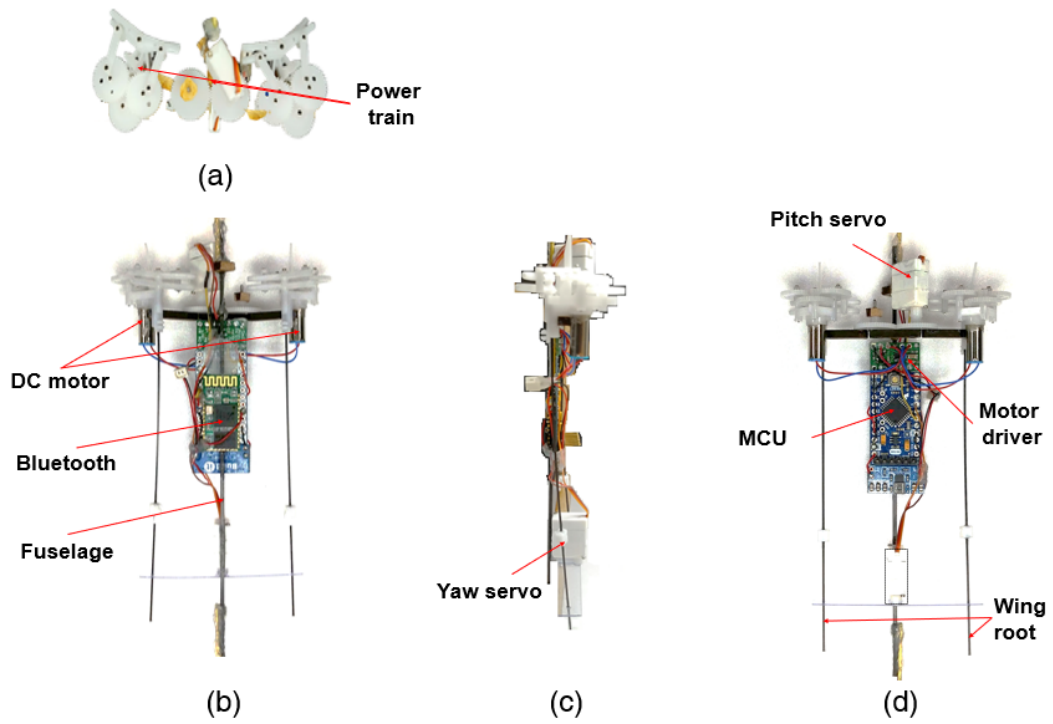 Power
train
(a)
Pitch servo
DC motor
Bluetooth
Fuselage
Yaw servo
MCU
Motor
driver
Wing
root
(b)
(c)
(d)